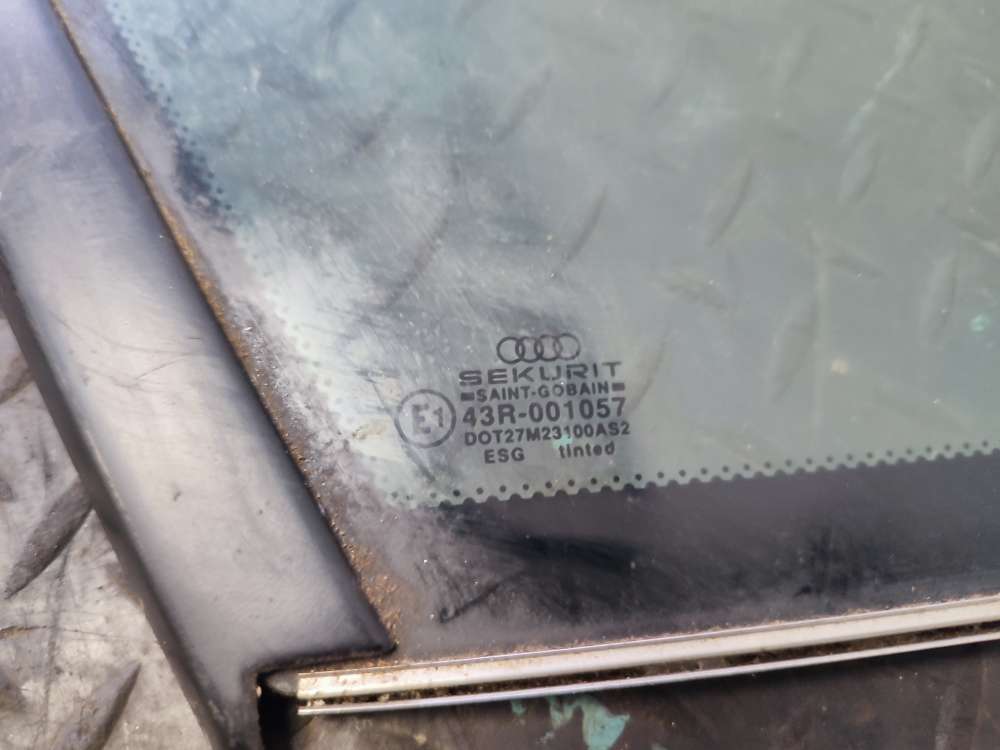 SEKURIT
SAINT-GOBAIN
E1 43R-001057
DOT27M23100AS2
ESG tinted